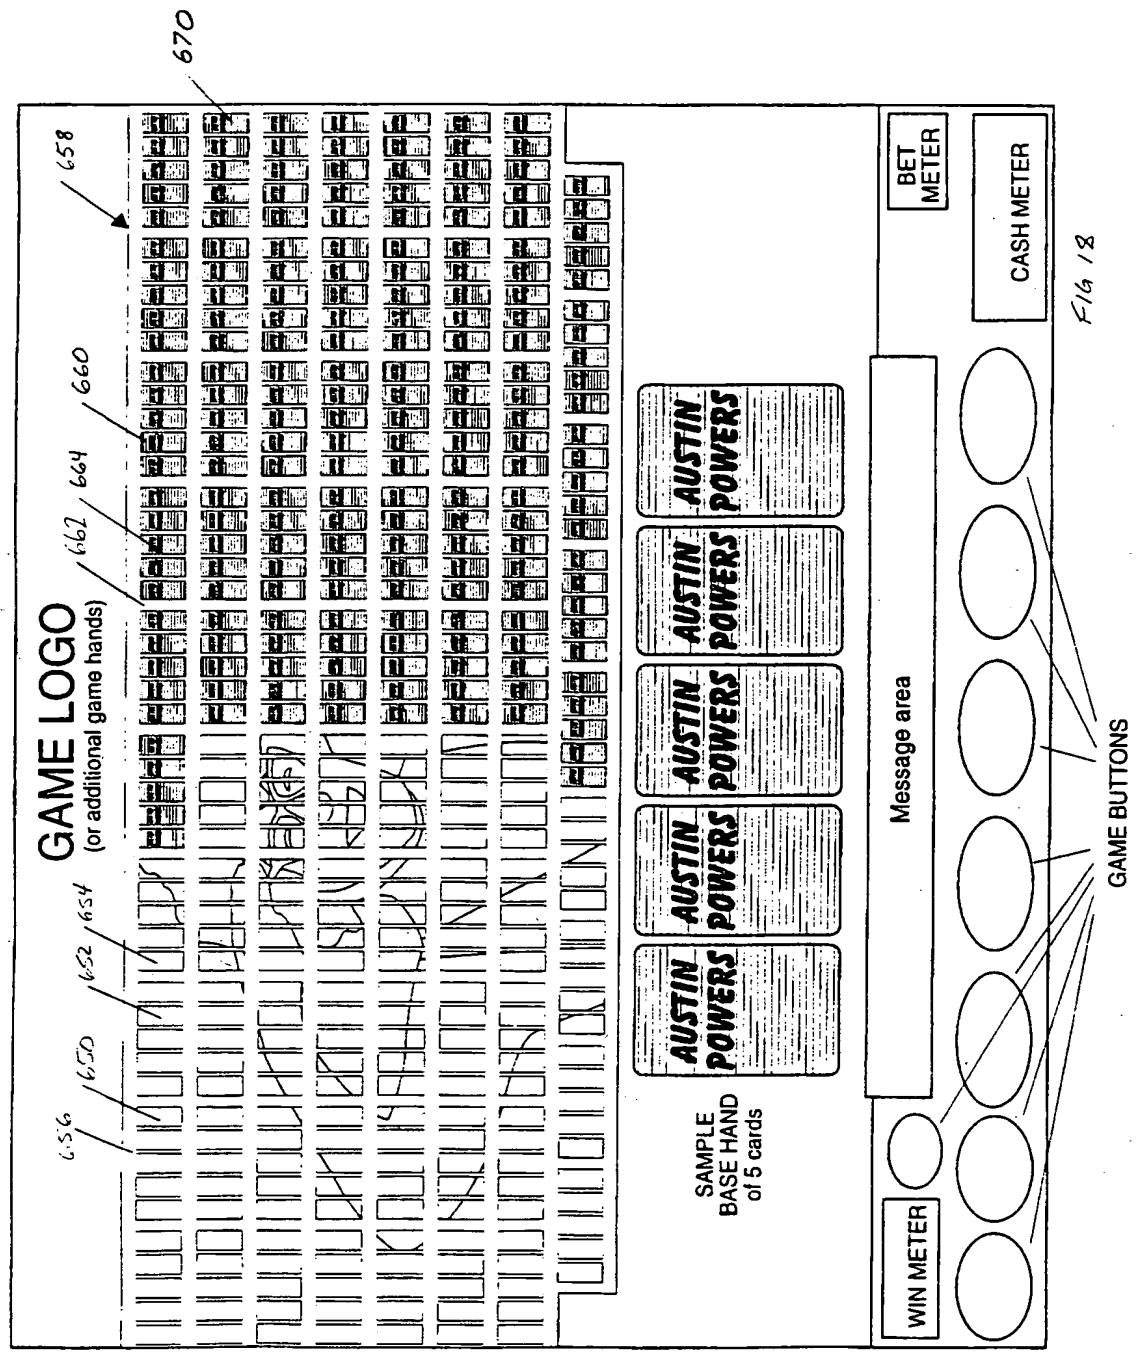 670
658
660
664
662
GAME LOGO
(or additional game hands)
654
652
650
656
AUSTIN
POWERS
AUSTIN
POWERS
AUSTIN
POWERS
AUSTIN
POWERS
AUSTIN
POWERS
SAMPLE
BASE HAND
of 5 cards
WIN METER
Message area
BET
METER
CASH METER
GAME BUTTONS
FIG 18